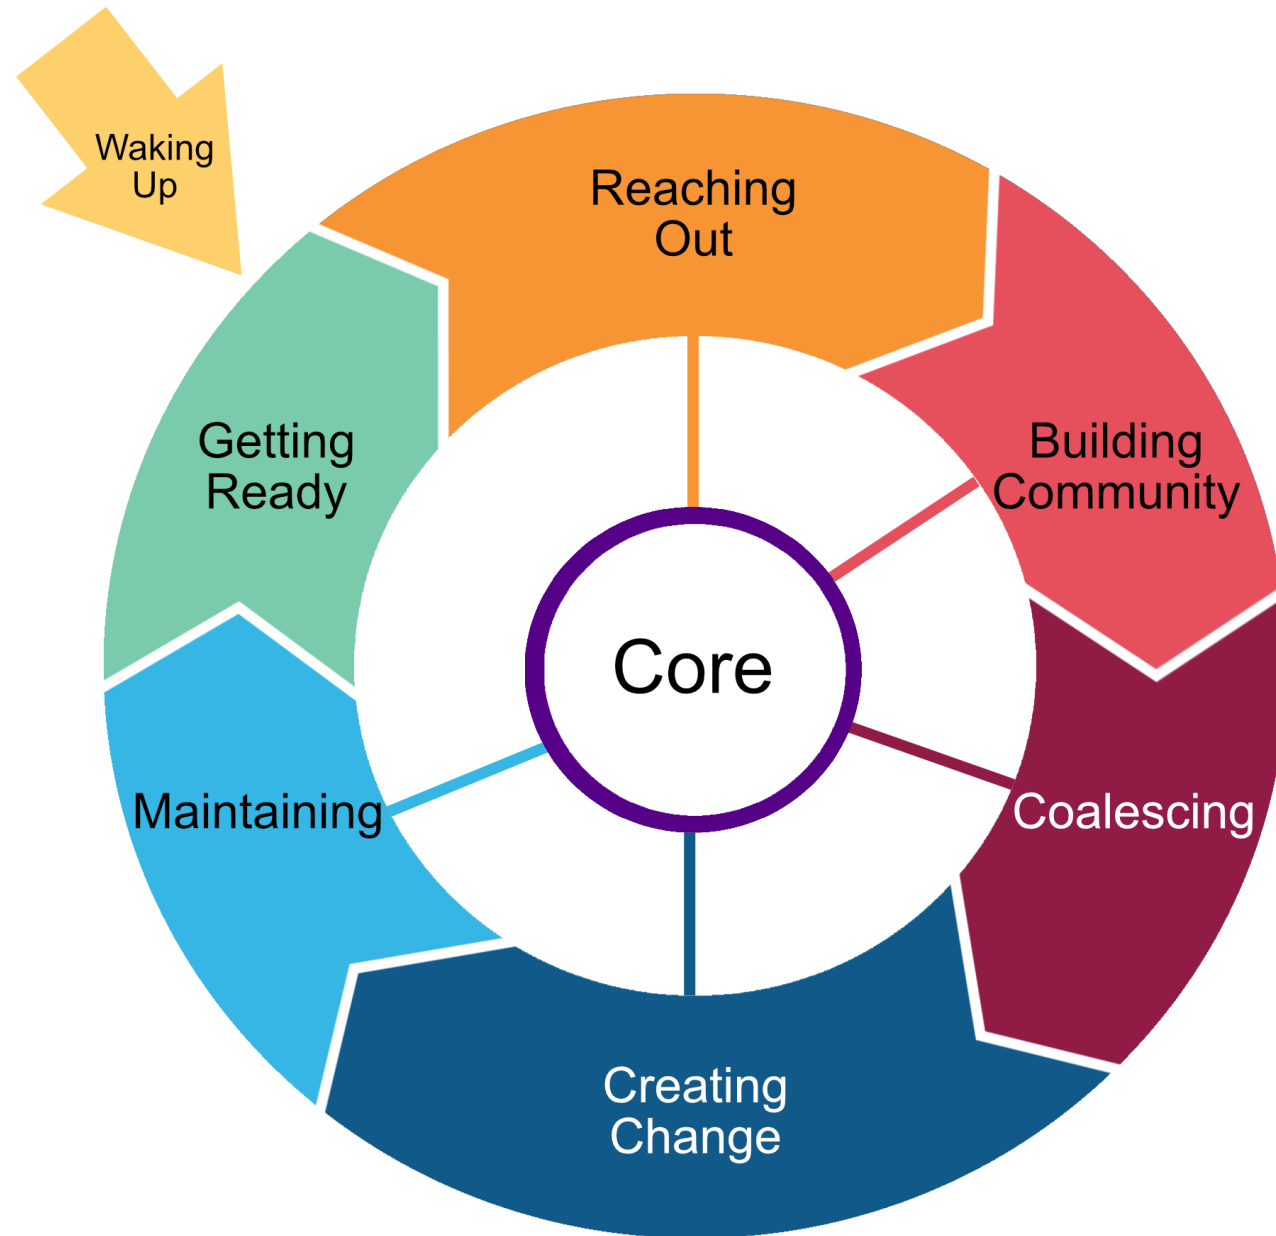 Waking
Up
Reaching
Out
Building
Community
Coalescing
Creating
Change
Maintaining
Getting
Ready
Core